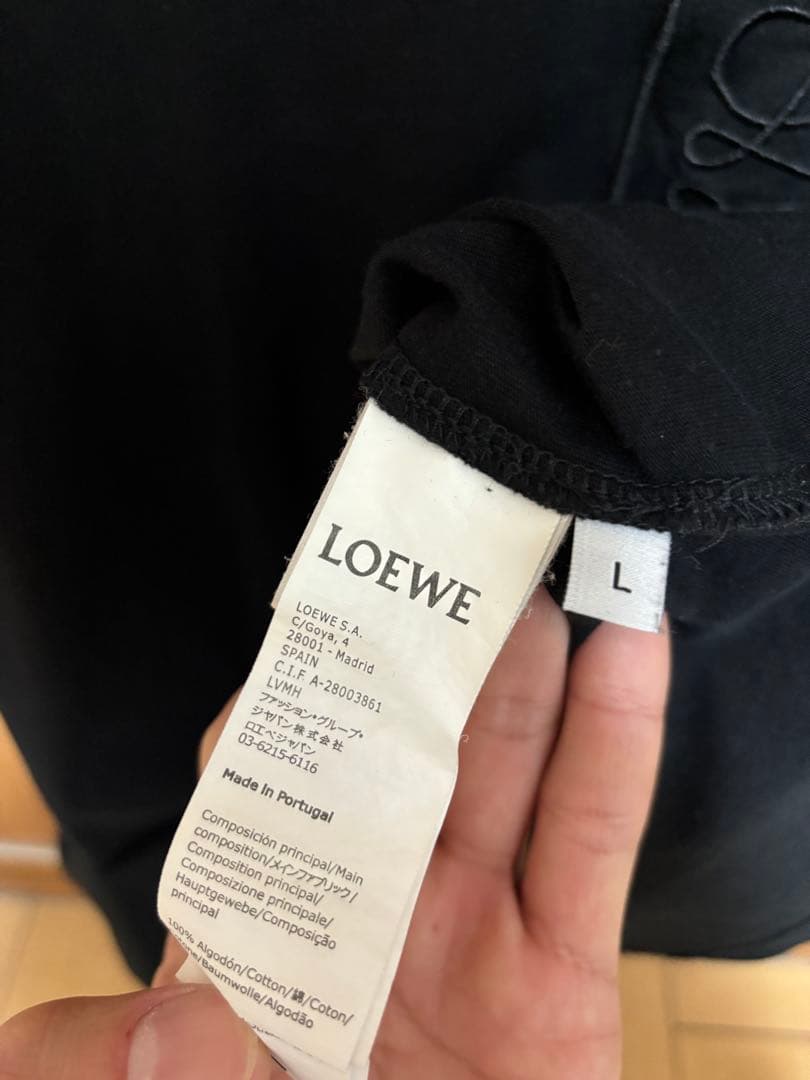 LOEWE
L
LOEWE S.A.
C/Goya, 4
28001 - Madrid
SPAIN
C.I.F. A-28003861
LVMH
ファッション・グループ・
ジャパン株式会社
ロエベジャパン
03-6215-6116
Made in Portugal
Composición principal/Main
composition/メインファブリック/
Composition principal/
Composizione principale/
Hauptgewebe/Composição
principal
100% Algodón/Cotton/綿/Coton/
/Baumwolle/Algodão